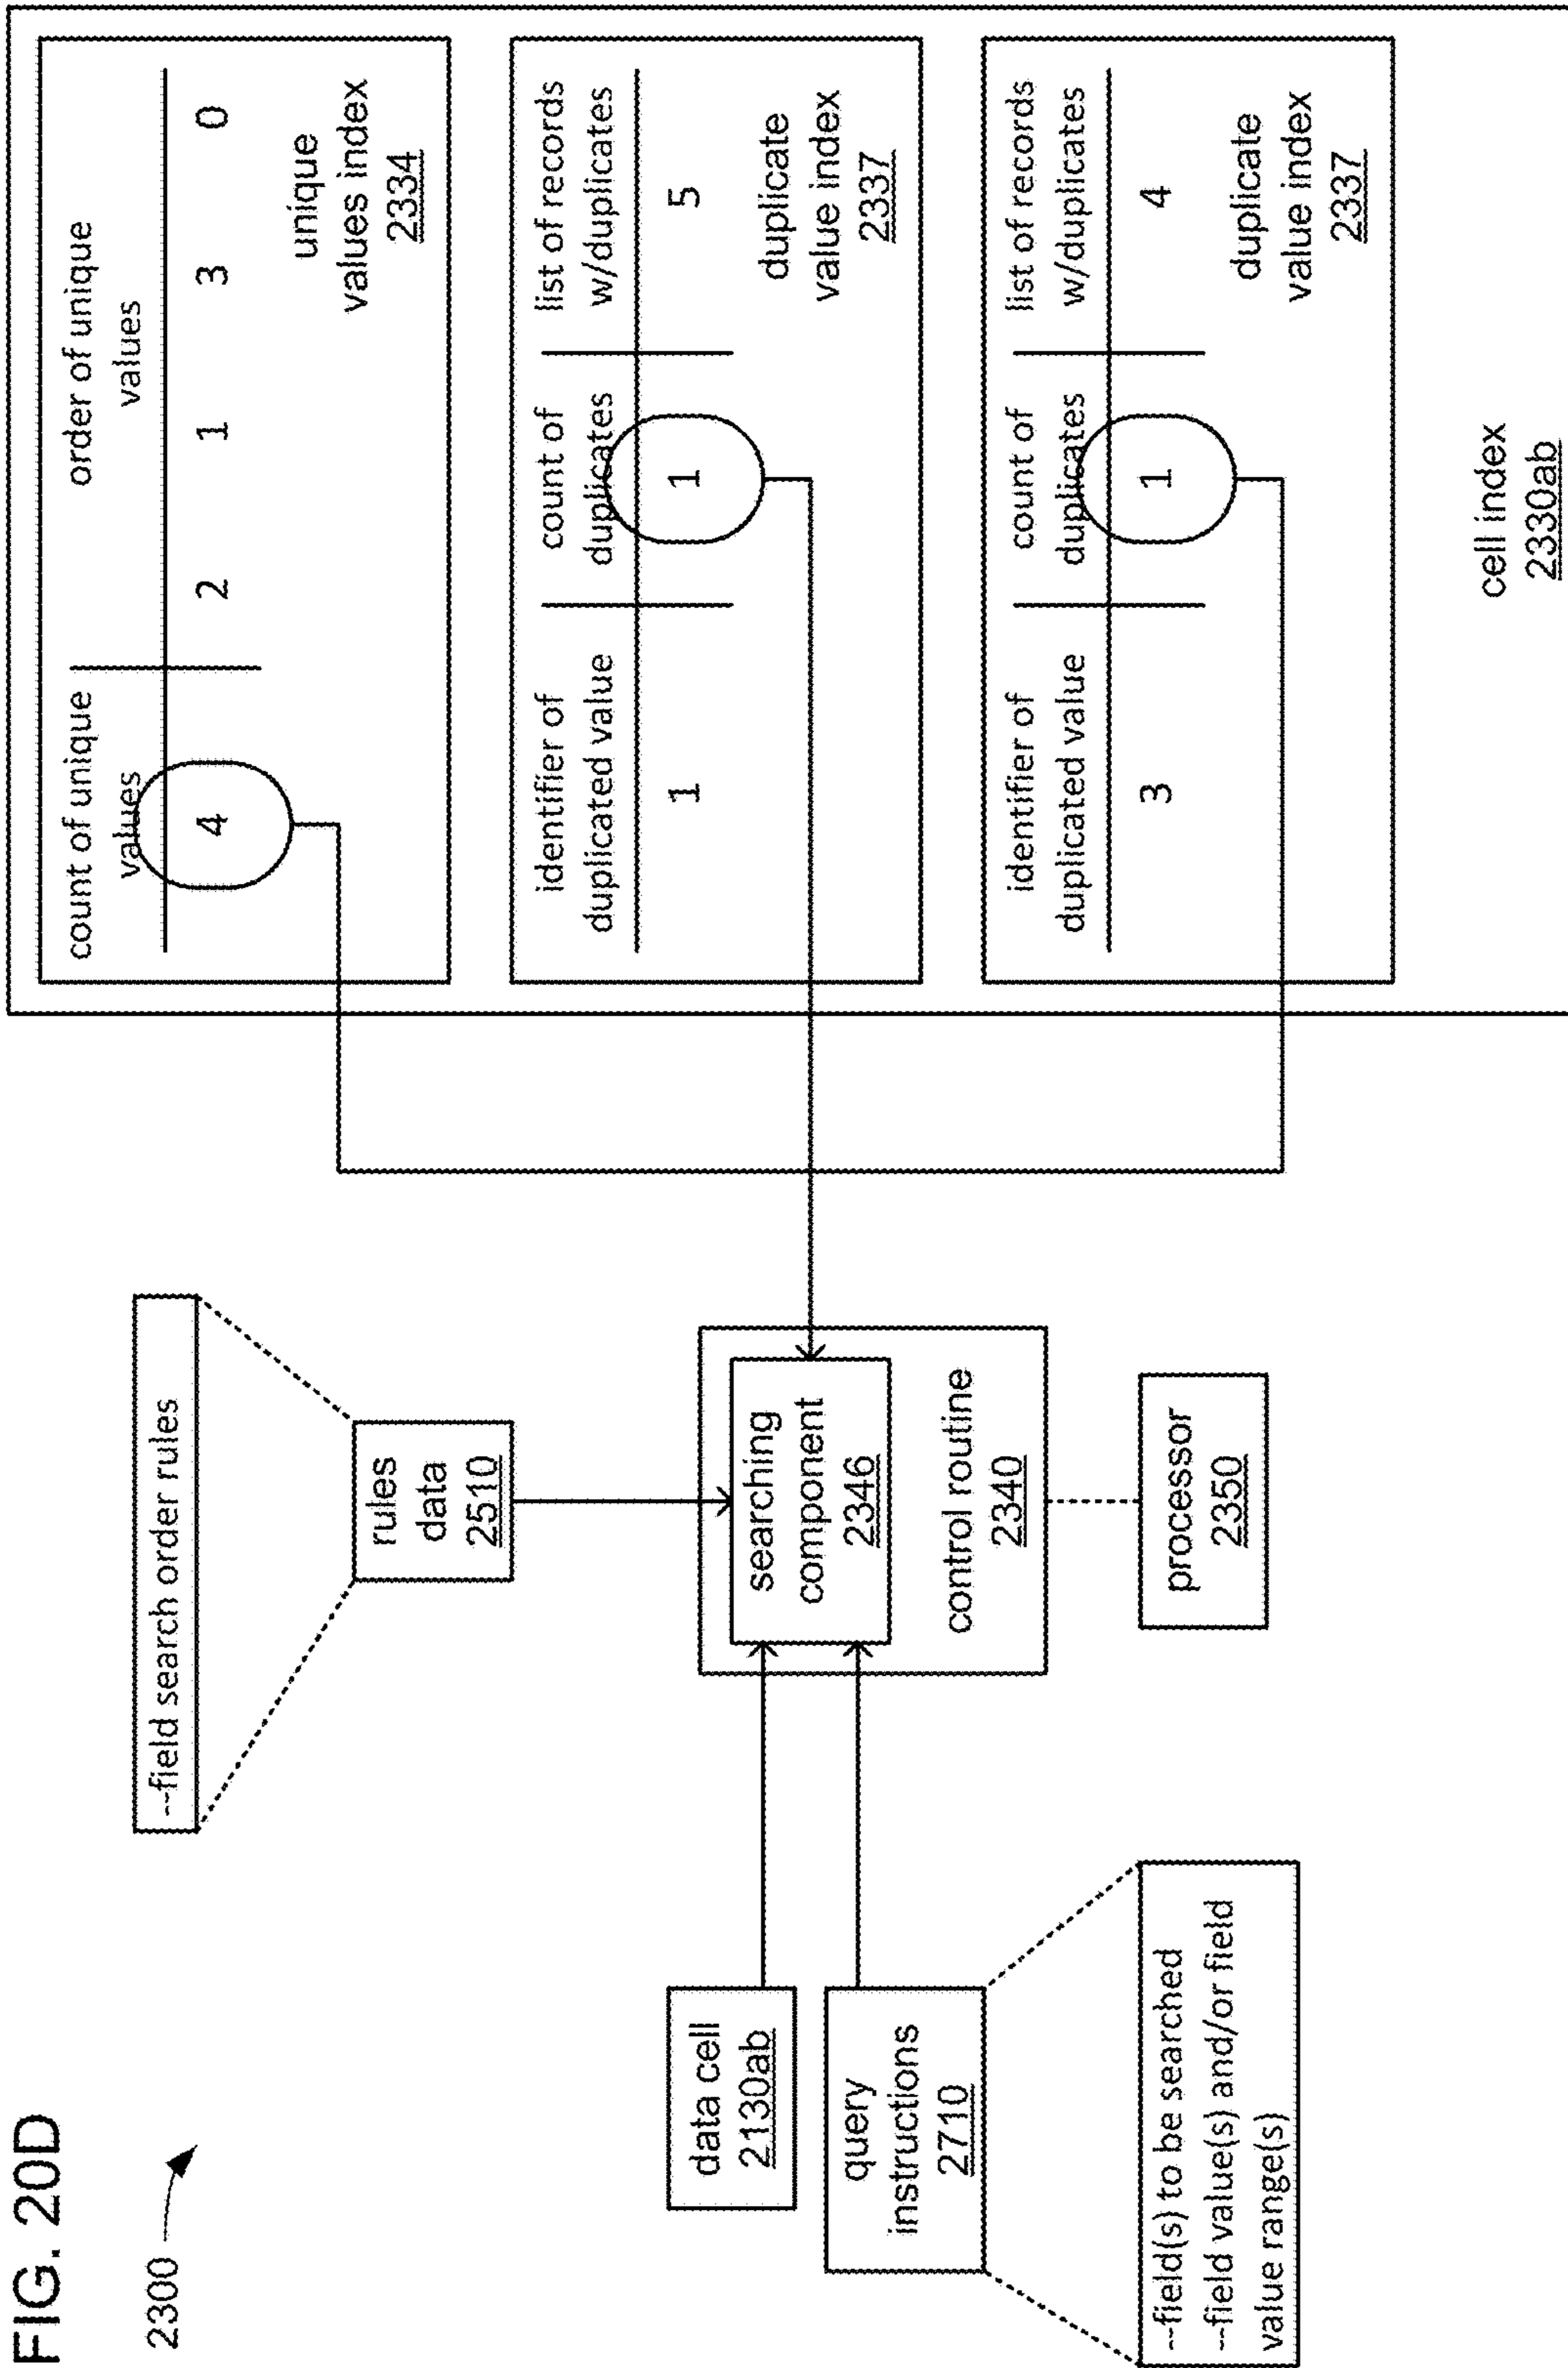 FIG. 20D
2300
--field search order rules
rules
data
2510
data cell
2130ab
query
instructions
2710
--field(s) to be searched
--field value(s) and/or field
value range(s)
searching
component
2346
control routine
2340
processor
2350
count of unique
values
order of unique
values
4 2 1 3 0
unique
values index
2334
identifier of
duplicated value
count of
duplicates
list of records
w/duplicates
1 1 5
duplicate
value index
2337
identifier of
duplicated value
count of
duplicates
list of records
w/duplicates
3 1 4
duplicate
value index
2337
cell index
2330ab